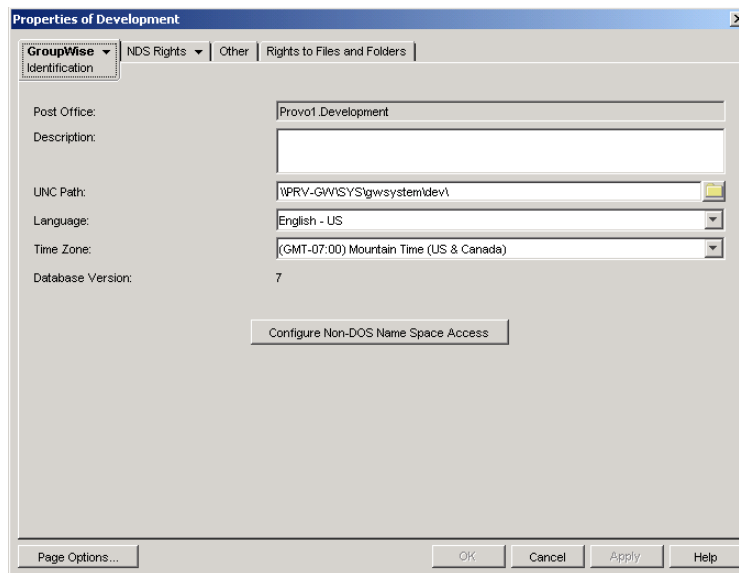 Properties of Development
GroupWise NDS Rights Other Rights to Files and Folders
Identification
Post Office: Provo1.Development
Description:
UNC Path: \\PRV-GW\SYS\gwsystem\dev\
Language: English - US
Time Zone: (GMT-07:00) Mountain Time (US & Canada)
Database Version: 7
Configure Non-DOS Name Space Access
Page Options... OK Cancel Apply Help